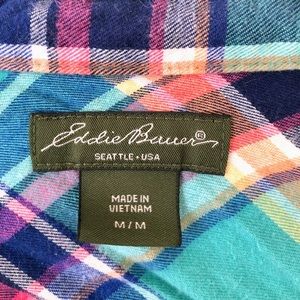 Eddie Bauer
SEATTLE • USA
MADE IN
VIETNAM
M/M